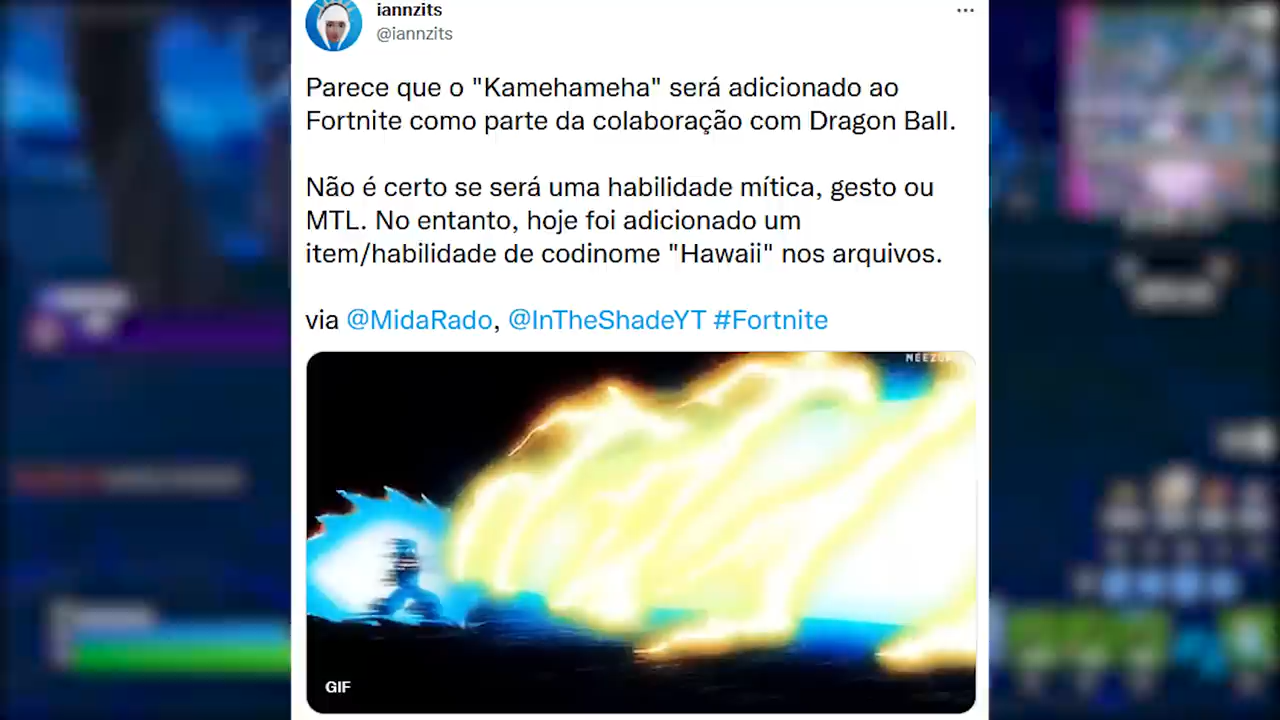 iannzits
@iannzits
Parece que o "Kamehameha" será adicionado ao
Fortnite como parte da colaboração com Dragon Ball.
Não é certo se será uma habilidade mítica, gesto ou
MTL. No entanto, hoje foi adicionado um
item/habilidade de codinome "Hawaii" nos arquivos.
via @MidaRado, @InTheShadeYT #Fortnite
GIF